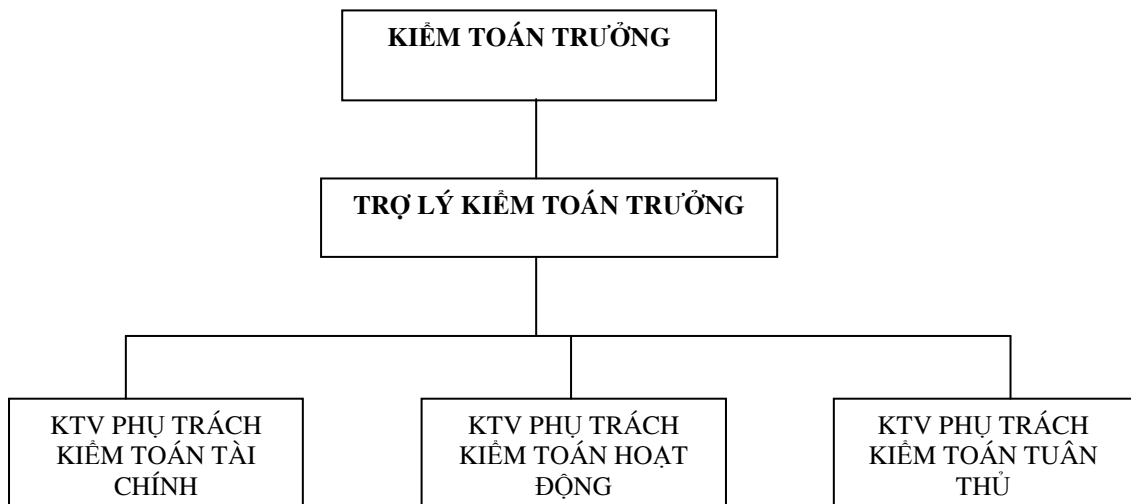 KIỂM TOÁN TRƯỞNG
TRỢ LÝ KIỂM TOÁN TRƯỞNG
KTV PHỤ TRÁCH
KIỂM TOÁN TÀI
CHÍNH
KTV PHỤ TRÁCH
KIỂM TOÁN HOẠT
ĐỘNG
KTV PHỤ TRÁCH
KIỂM TOÁN TUÂN
THỦ